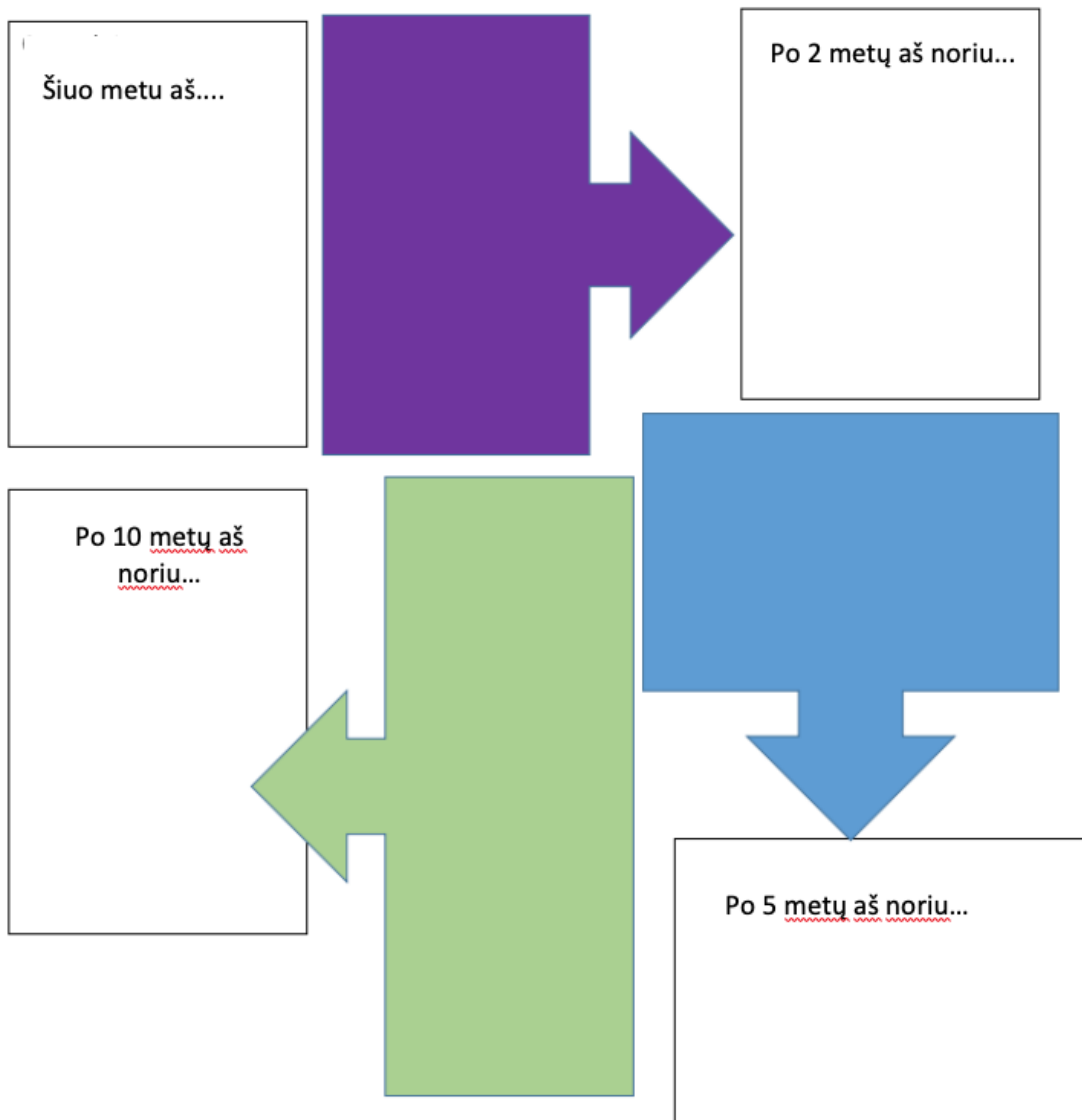 Šiuo metu aš....
Po 2 metų aš noriu...
Po 5 metų aš noriu...
Po 10 metų aš
noriu...